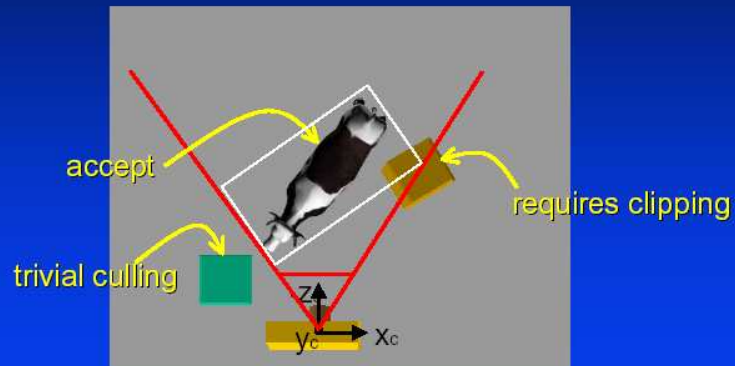 accept
requires clipping
trivial culling
z
yc
xc